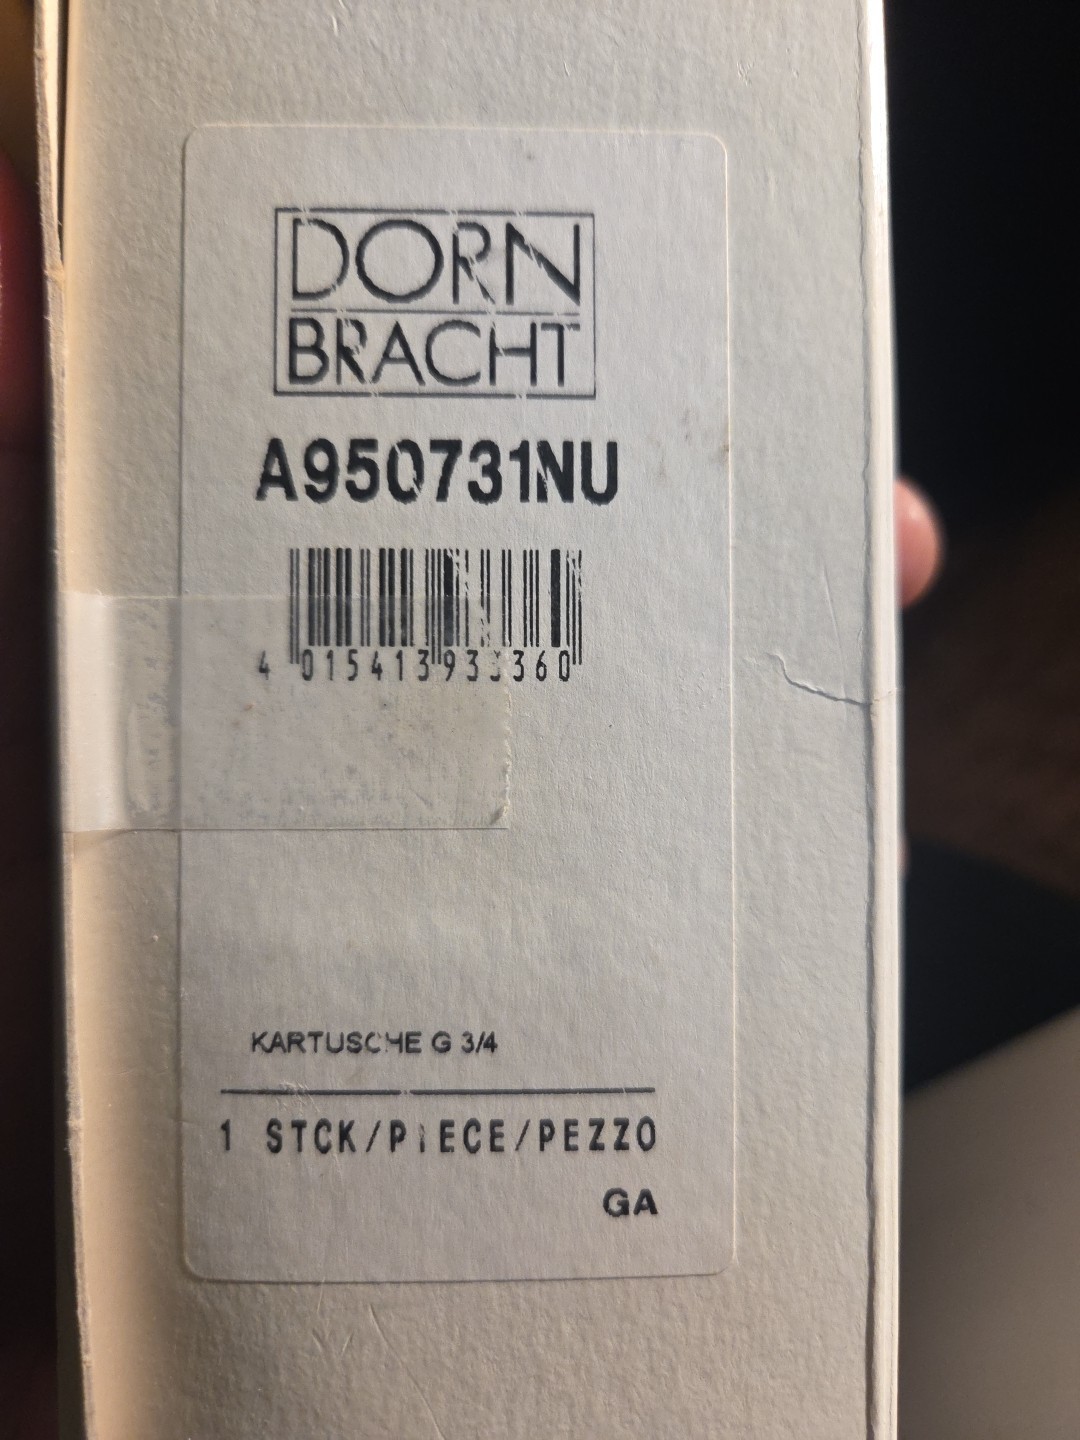 DORN
BRACHT
A950731NU
4 015413 933360
KARTUSCHE G 3/4
1 STCK/PIECE/PEZZO
GA